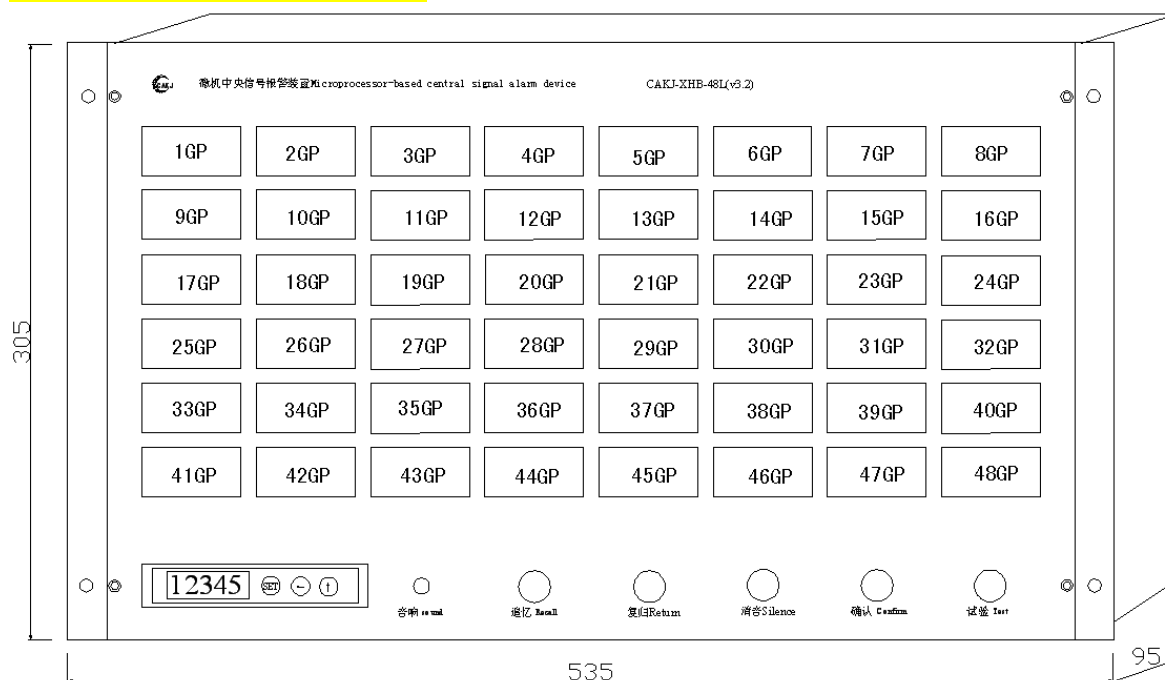 CAKJ 微机中央信号报警装置Microprocessor-based central signal alarm device CAKJ-XHB-48L(v3.2)
1GP 2GP 3GP 4GP 5GP 6GP 7GP 8GP
9GP 10GP 11GP 12GP 13GP 14GP 15GP 16GP
17GP 18GP 19GP 20GP 21GP 22GP 23GP 24GP
25GP 26GP 27GP 28GP 29GP 30GP 31GP 32GP
305
33GP 34GP 35GP 36GP 37GP 38GP 39GP 40GP
41GP 42GP 43GP 44GP 45GP 46GP 47GP 48GP
12345 SET ← ↑
音响 sound 追忆 Recall 复归Return 消音Silence 确认 Confirm 试验 Test
535
95